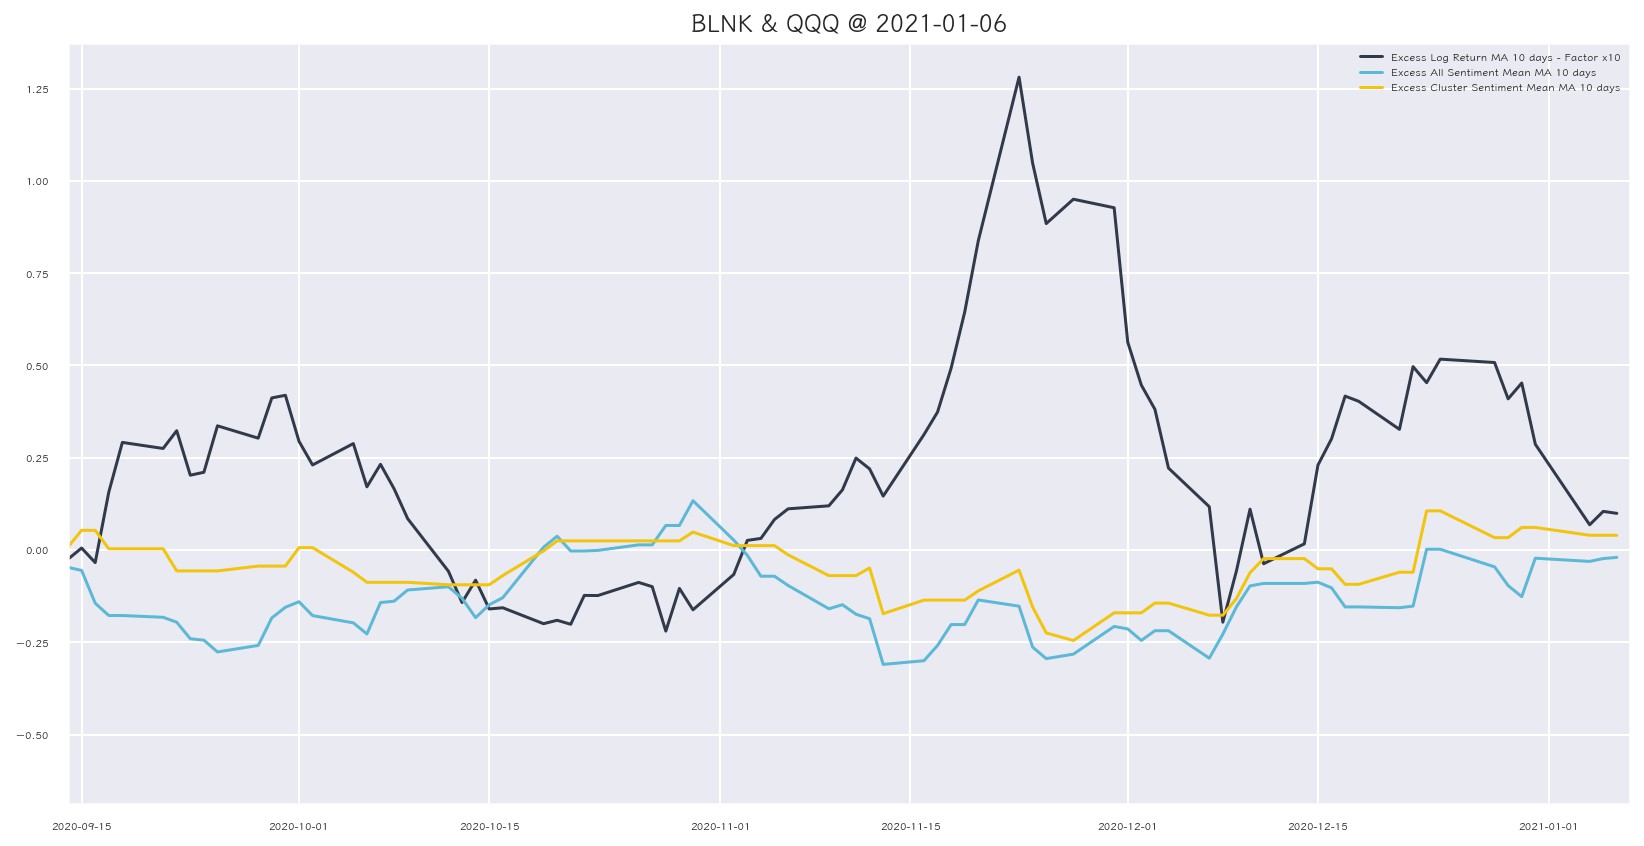 BLNK & QQQ @ 2021-01-06
Excess Log Return MA 10 days - Factor x10
Excess All Sentiment Mean MA 10 days
Excess Cluster Sentiment Mean MA 10 days
1.25
1.00
0.75
0.50
0.25
0.00
−0.25
−0.50
2020-09-15 2020-10-01 2020-10-15 2020-11-01 2020-11-15 2020-12-01 2020-12-15 2021-01-01